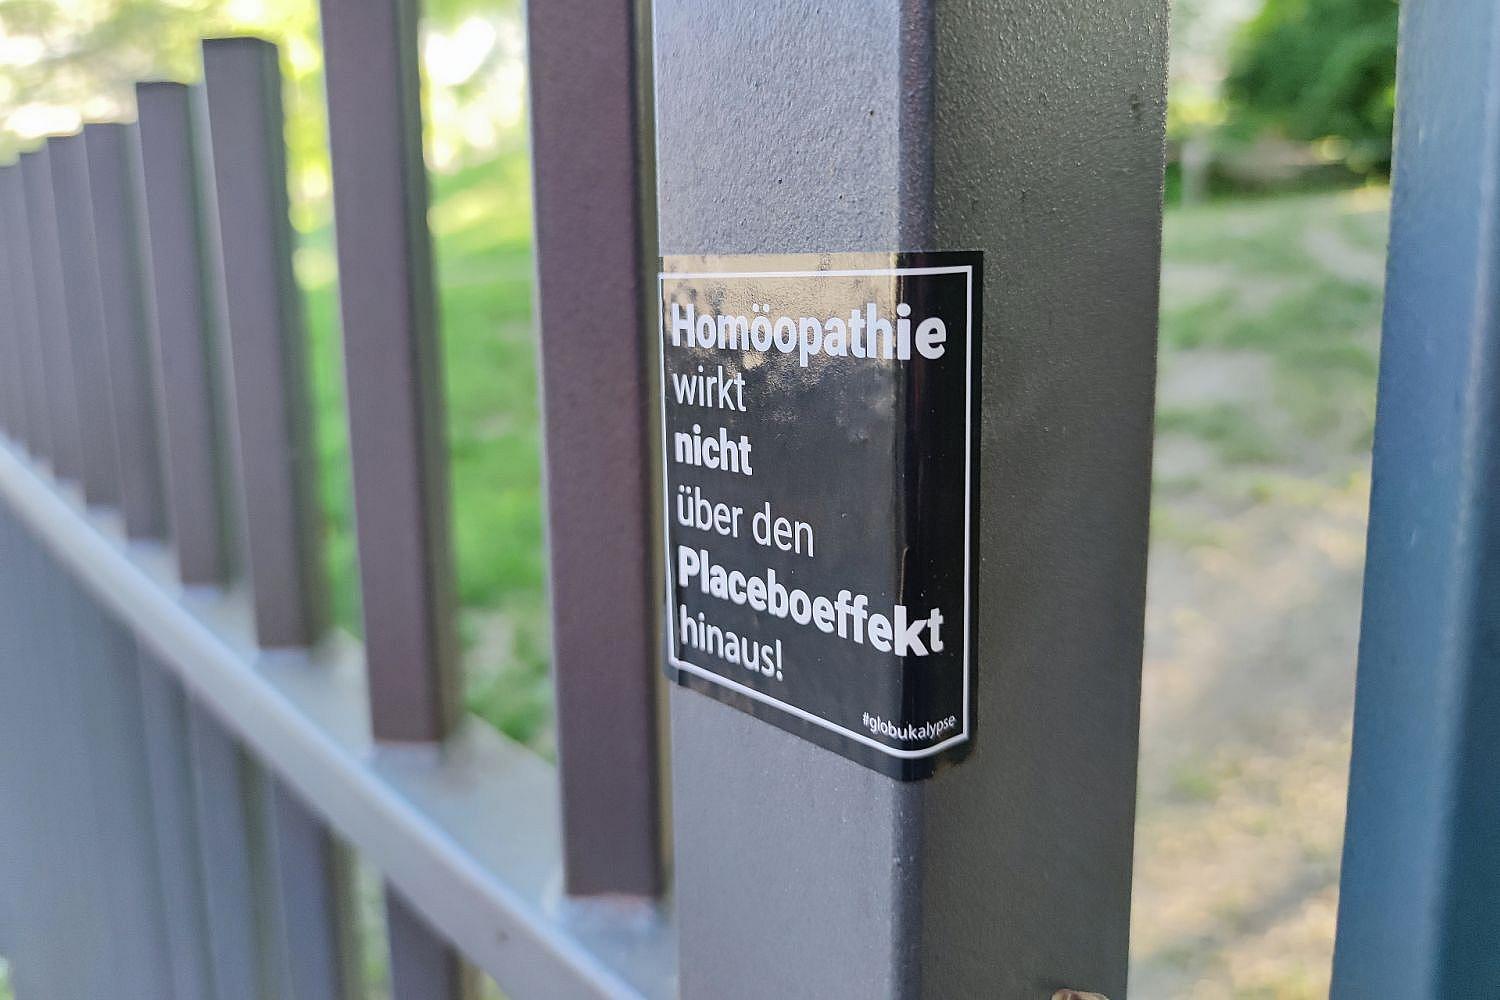 Homöopathie
wirkt
nicht
über den
Placeboeffekt
hinaus!
#globukalypse